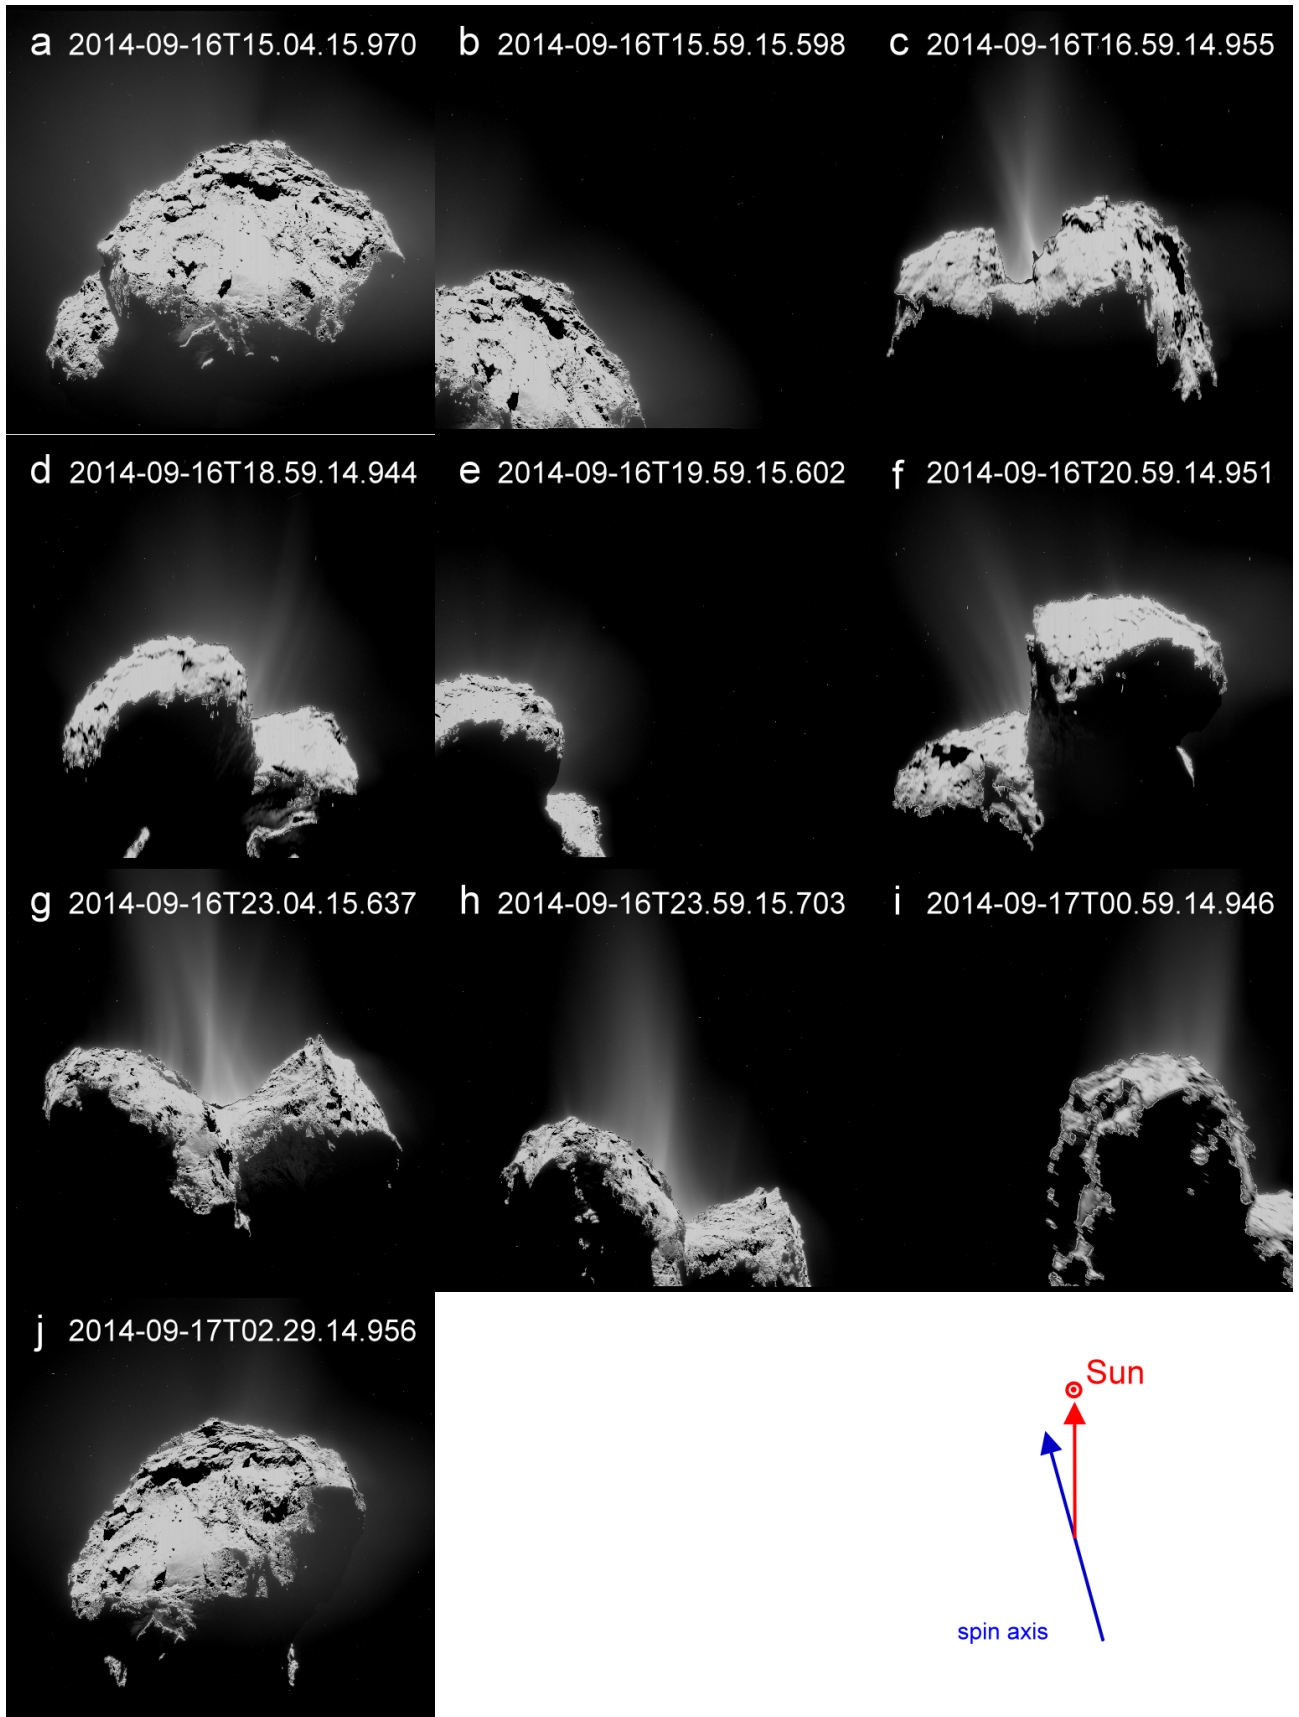 a 2014-09-16T15.04.15.970
b 2014-09-16T15.59.15.598
c 2014-09-16T16.59.14.955
d 2014-09-16T18.59.14.944
e 2014-09-16T19.59.15.602
f 2014-09-16T20.59.14.951
g 2014-09-16T23.04.15.637
h 2014-09-16T23.59.15.703
i 2014-09-17T00.59.14.946
j 2014-09-17T02.29.14.956
Sun
spin axis